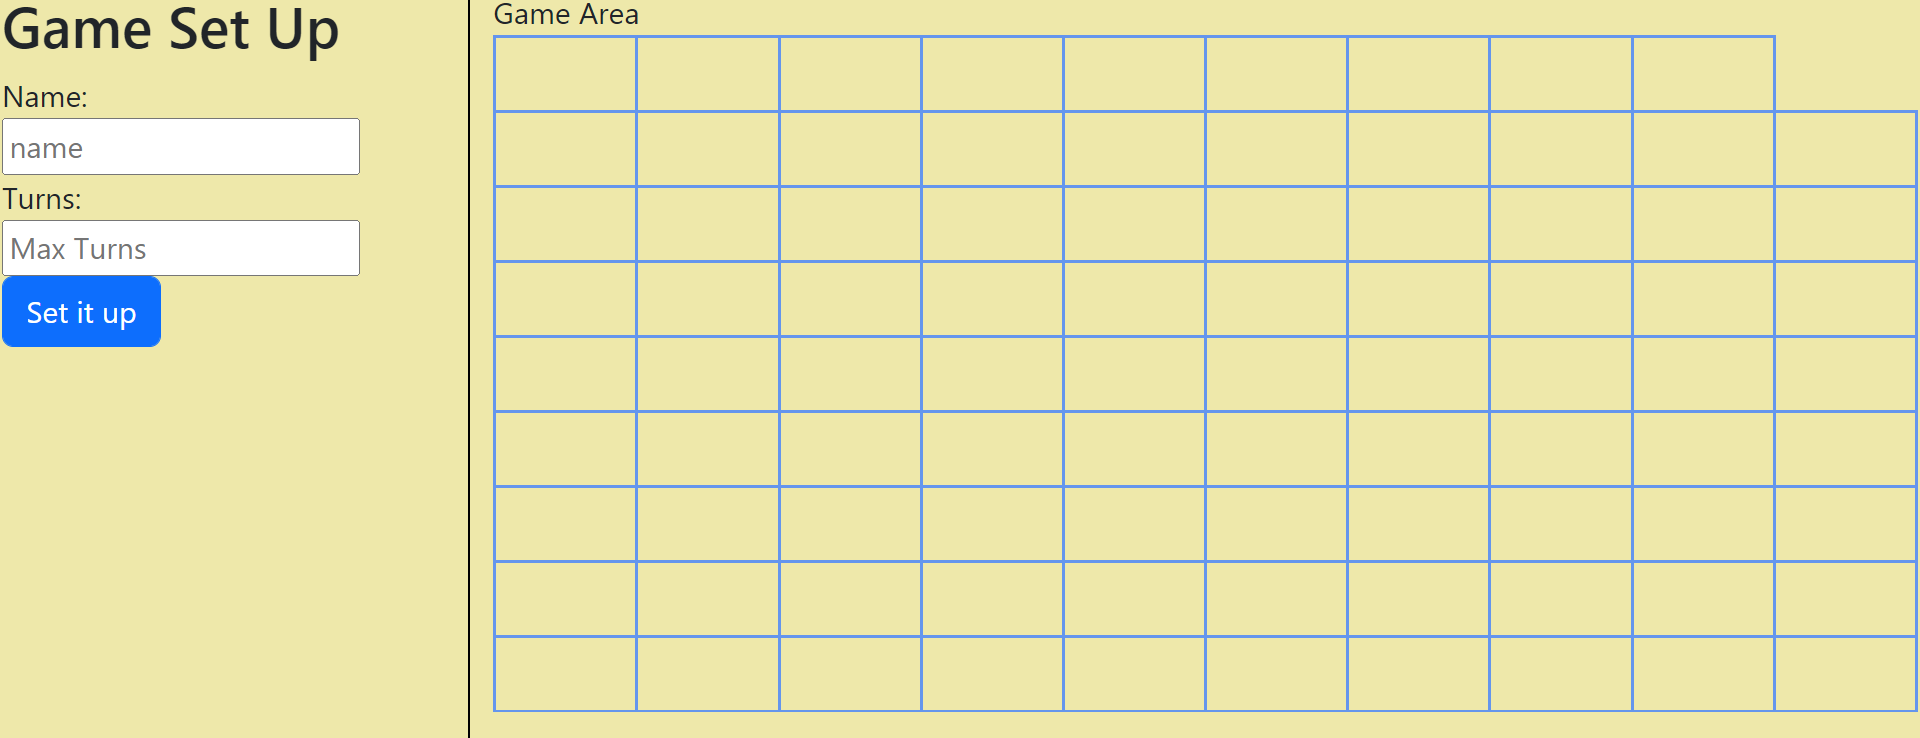 Game Set Up
Name:
name
Turns:
Max Turns
Set it up
Game Area